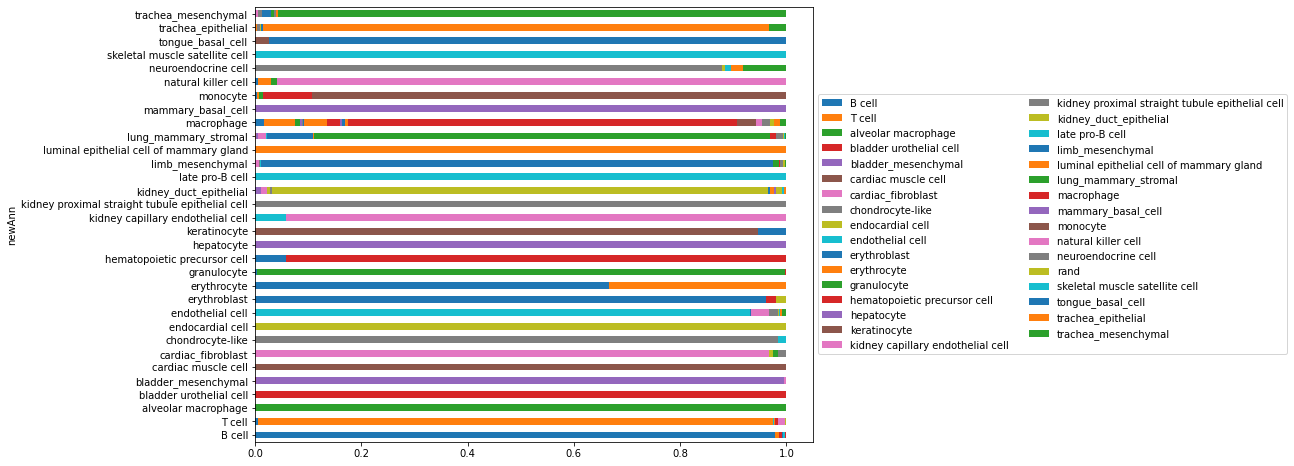 newAnn
trachea_mesenchymal
trachea_epithelial
tongue_basal_cell
skeletal muscle satellite cell
neuroendocrine cell
natural killer cell
monocyte
mammary_basal_cell
macrophage
lung_mammary_stromal
luminal epithelial cell of mammary gland
limb_mesenchymal
late pro-B cell
kidney_duct_epithelial
kidney proximal straight tubule epithelial cell
kidney capillary endothelial cell
keratinocyte
hepatocyte
hematopoietic precursor cell
granulocyte
erythrocyte
erythroblast
endothelial cell
endocardial cell
chondrocyte-like
cardiac_fibroblast
cardiac muscle cell
bladder_mesenchymal
bladder urothelial cell
alveolar macrophage
T cell
B cell
0.0
0.2
0.4
0.6
0.8
1.0
B cell
T cell
alveolar macrophage
bladder urothelial cell
bladder_mesenchymal
cardiac muscle cell
cardiac_fibroblast
chondrocyte-like
endocardial cell
endothelial cell
erythroblast
erythrocyte
granulocyte
hematopoietic precursor cell
hepatocyte
keratinocyte
kidney capillary endothelial cell
kidney proximal straight tubule epithelial cell
kidney_duct_epithelial
late pro-B cell
limb_mesenchymal
luminal epithelial cell of mammary gland
lung_mammary_stromal
macrophage
mammary_basal_cell
monocyte
natural killer cell
neuroendocrine cell
rand
skeletal muscle satellite cell
tongue_basal_cell
trachea_epithelial
trachea_mesenchymal